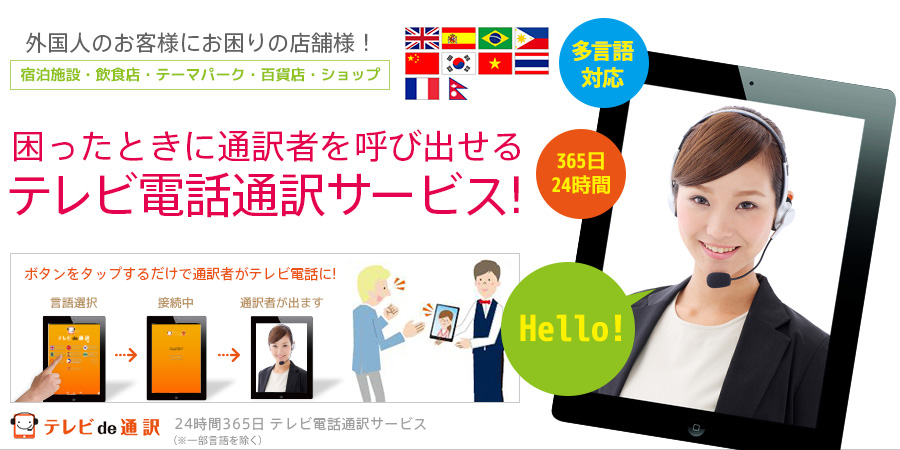 外国人のお客様にお困りの店舗様！
宿泊施設・飲食店・テーマパーク・百貨店・ショップ
多言語
対応
困ったときに通訳者を呼び出せる
テレビ電話通訳サービス!
365日
24時間
ボタンをタップするだけで通訳者がテレビ電話に!
言語選択
接続中
通訳者が出ます
Hello!
テレビde通訳
24時間365日 テレビ電話通訳サービス
(※一部言語を除く)